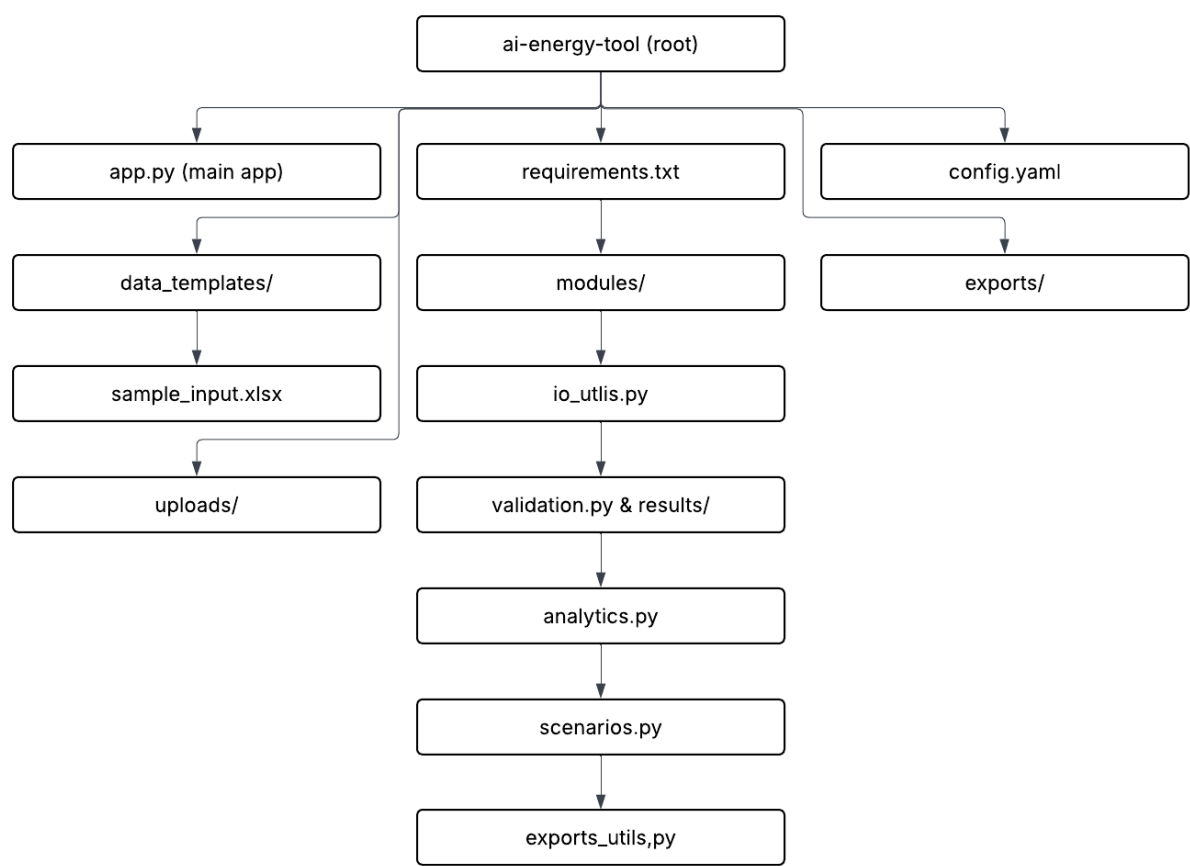 ai-energy-tool (root)
app.py (main app)
requirements.txt
config.yaml
data_templates/
modules/
exports/
sample_input.xlsx
io_utlis.py
uploads/
validation.py & results/
analytics.py
scenarios.py
exports_utils,py